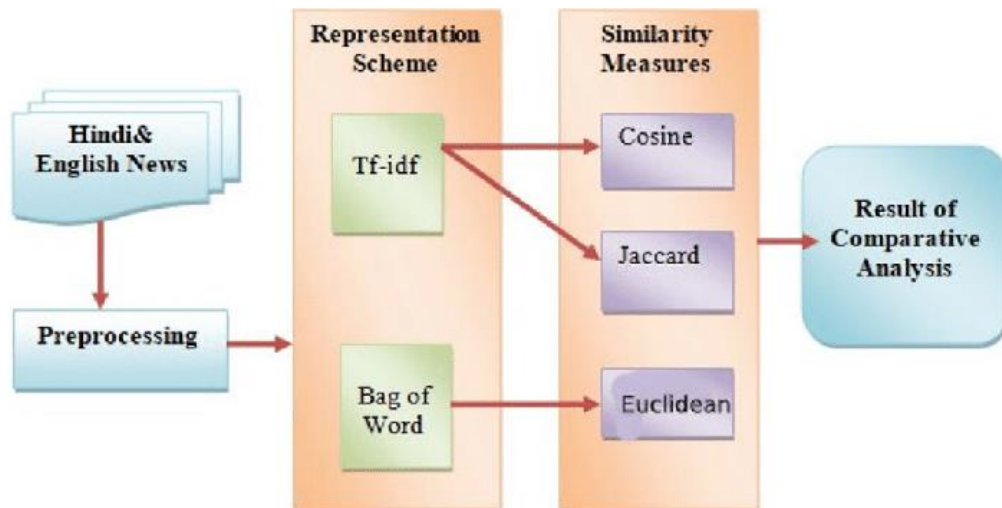 Hindi&
English News
Preprocessing
Representation
Scheme
Tf-idf
Bag of
Word
Similarity
Measures
Cosine
Jaccard
Euclidean
Result of
Comparative
Analysis